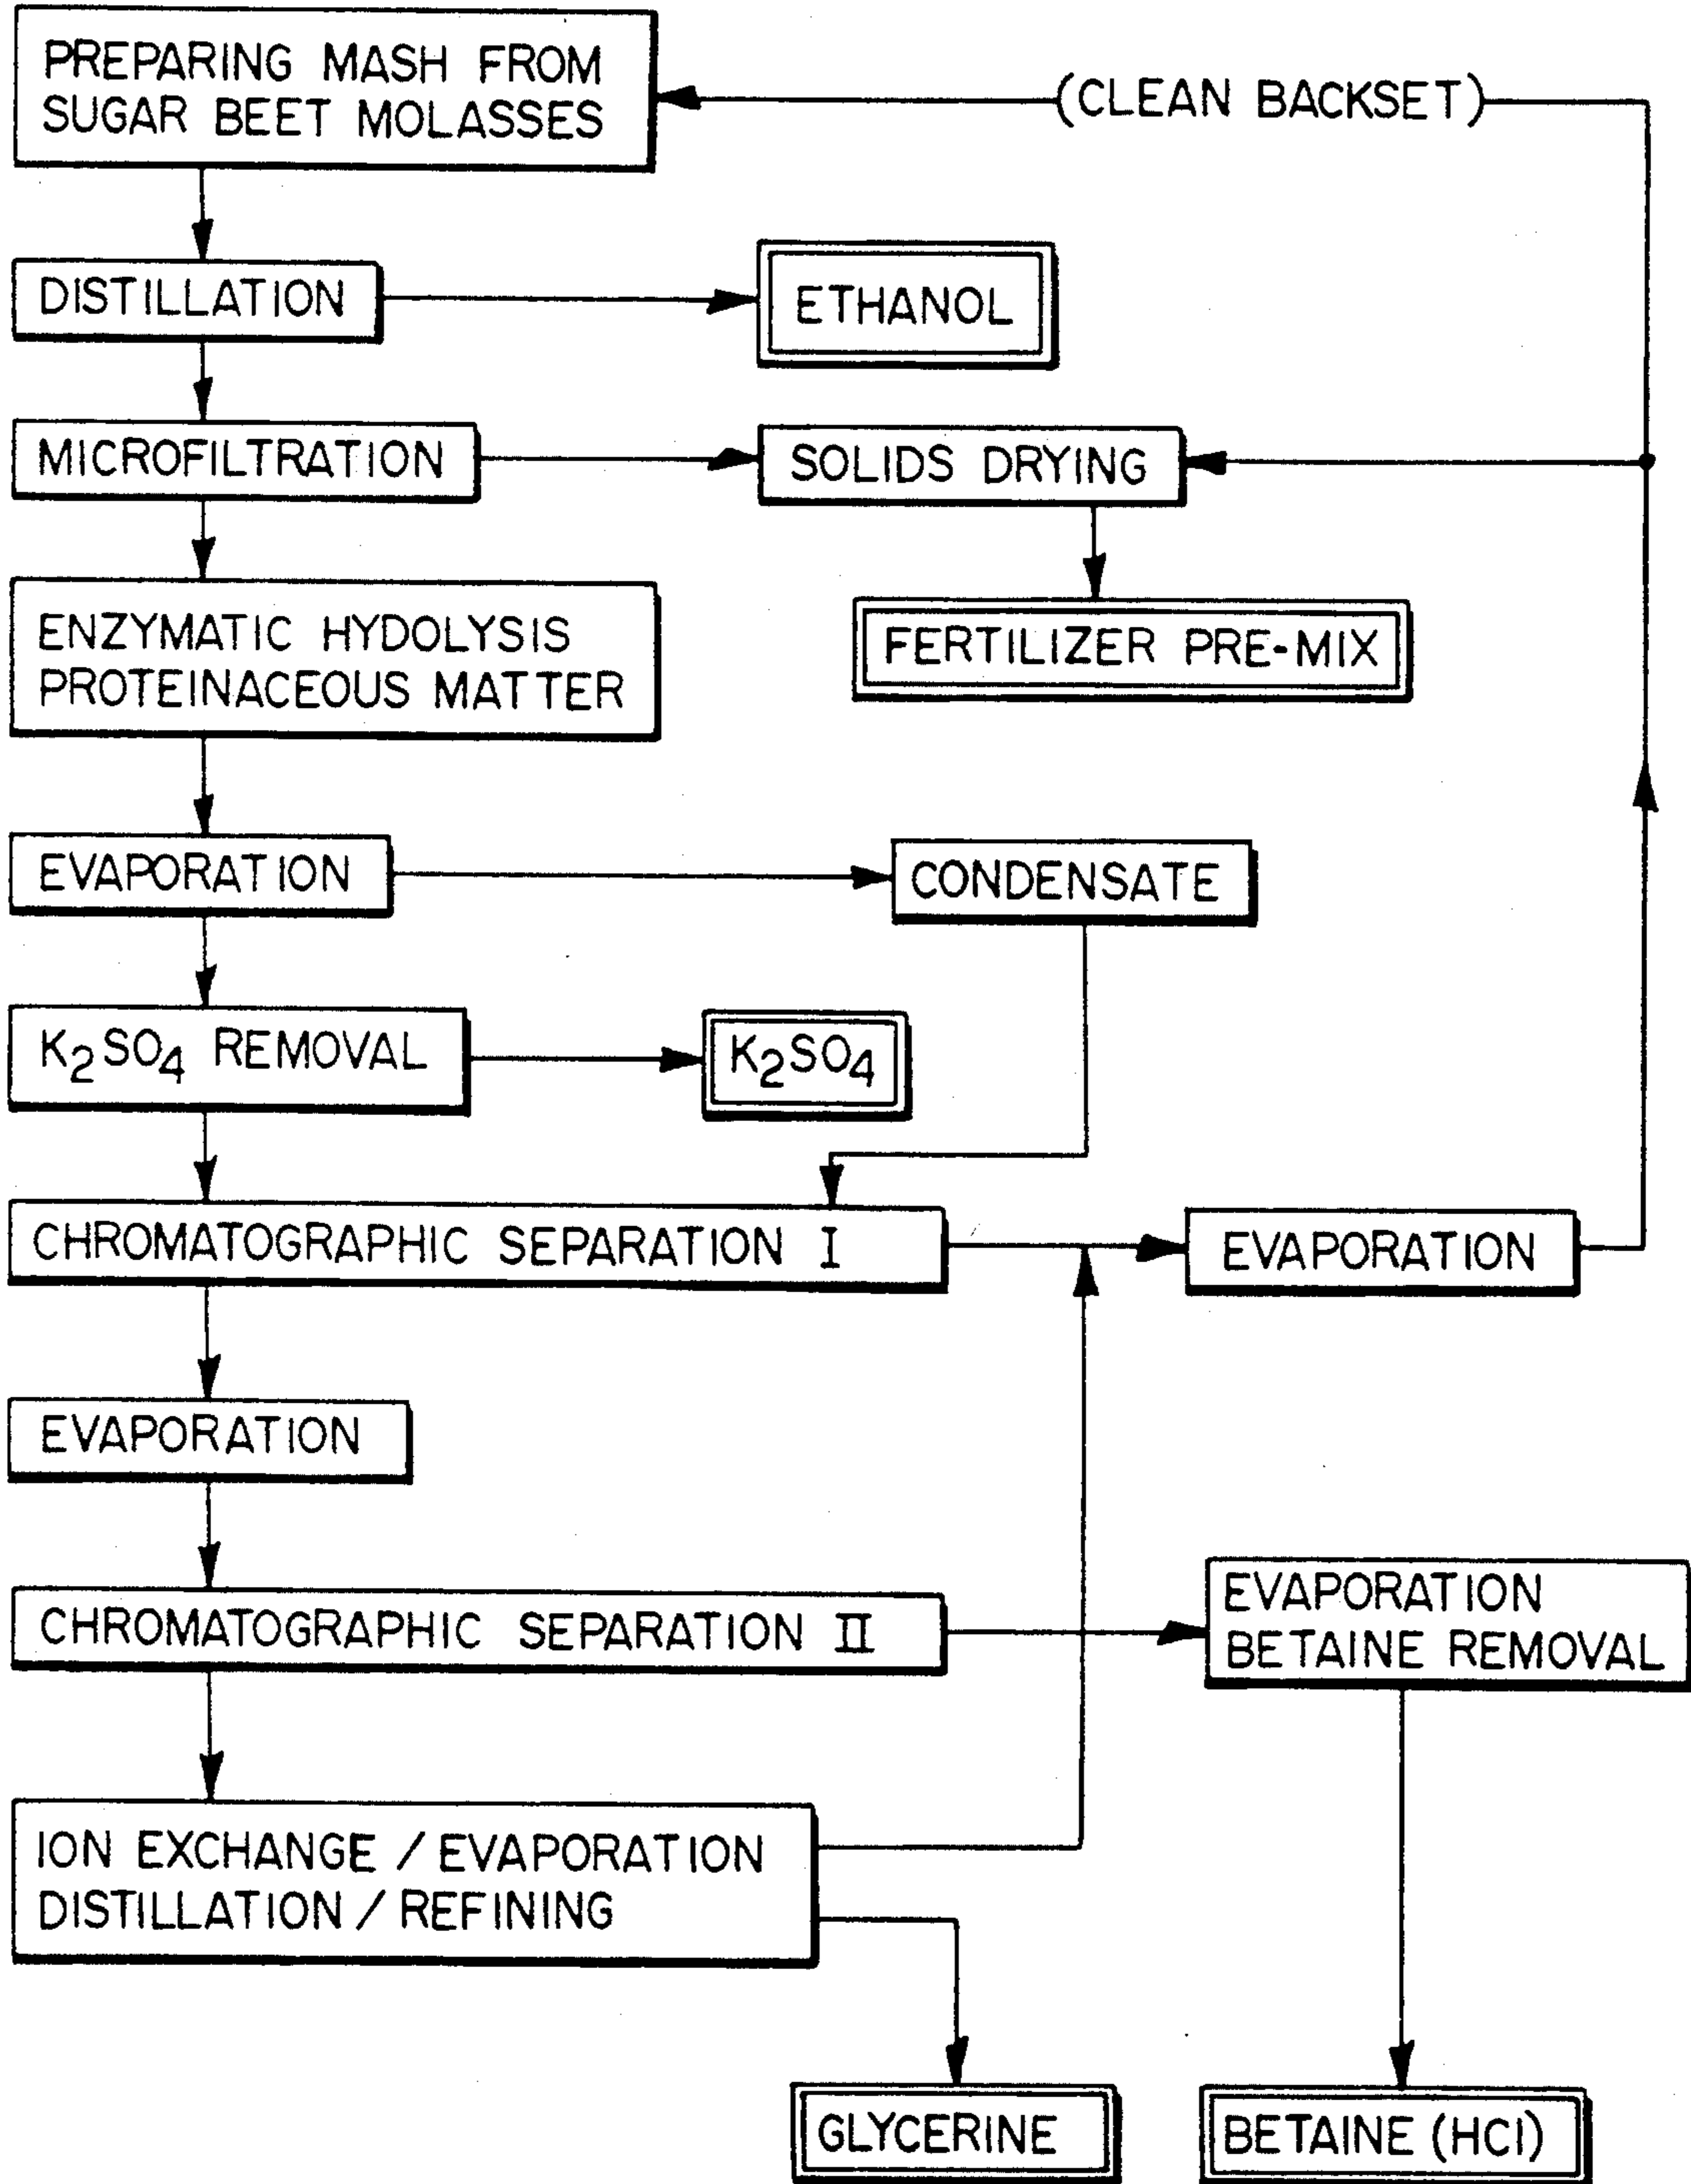 PREPARING MASH FROM
SUGAR BEET MOLASSES
(CLEAN BACKSET)
DISTILLATION
ETHANOL
MICROFILTRATION
SOLIDS DRYING
ENZYMATIC HYDOLYSIS
PROTEINACEOUS MATTER
FERTILIZER PRE-MIX
EVAPORATION
CONDENSATE
K₂SO₄ REMOVAL
K₂SO₄
CHROMATOGRAPHIC SEPARATION I
EVAPORATION
EVAPORATION
CHROMATOGRAPHIC SEPARATION II
EVAPORATION
BETAINE REMOVAL
ION EXCHANGE / EVAPORATION
DISTILLATION / REFINING
GLYCERINE
BETAINE (HCl)